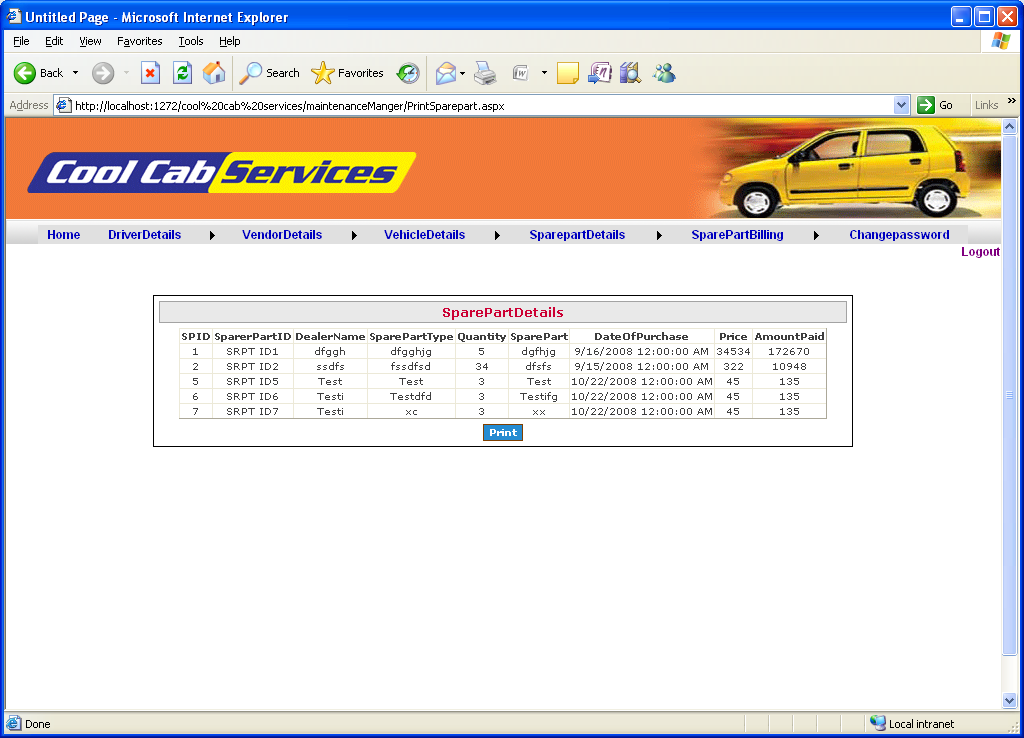 Untitled Page - Microsoft Internet Explorer
File Edit View Favorites Tools Help
Back Search Favorites
Address http://localhost:1272/cool%20cab%20services/maintenanceManger/PrintSparepart.aspx Go Links »
Cool Cab Services
Home DriverDetails VendorDetails VehicleDetails SparepartDetails SparePartBilling Changepassword
Logout
SparePartDetails
SPID SparerPartID DealerName SparePartType Quantity SparePart DateOfPurchase Price AmountPaid
1 SRPT ID1 dfggh dfgghjg 5 dgfhjg 9/16/2008 12:00:00 AM 34534 172670
2 SRPT ID2 ssdfs fssdfsd 34 dfsfs 9/15/2008 12:00:00 AM 322 10948
5 SRPT ID5 Test Test 3 Test 10/22/2008 12:00:00 AM 45 135
6 SRPT ID6 Testi Testdfd 3 Testifg 10/22/2008 12:00:00 AM 45 135
7 SRPT ID7 Testi xc 3 xx 10/22/2008 12:00:00 AM 45 135
Print
Done Local intranet